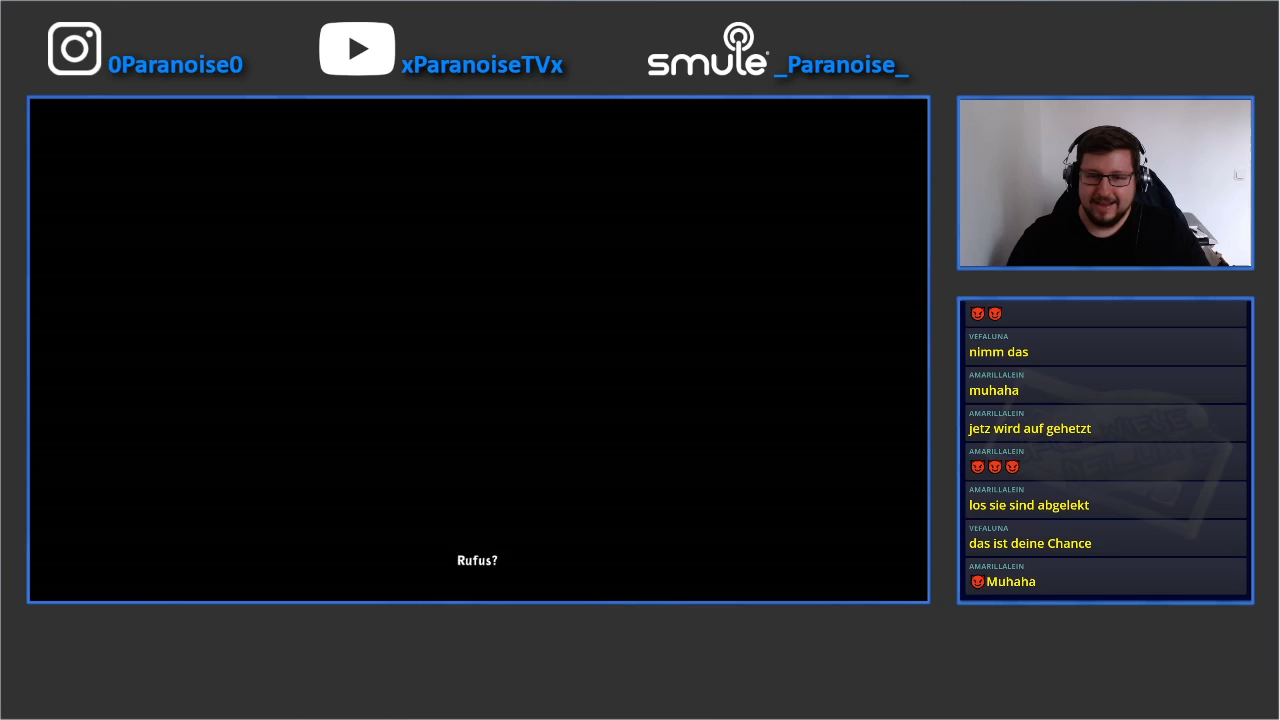 0Paranoise0
xParanoiseTVx
smule
_Paranoise_
Rufus?
VEFALUNA
nimm das
AMARILLALEIN
muhaha
AMARILLALEIN
jetz wird auf gehetzt
AMARILLALEIN
AMARILLALEIN
los sie sind abgelekt
VEFALUNA
das ist deine Chance
AMARILLALEIN
Muhaha